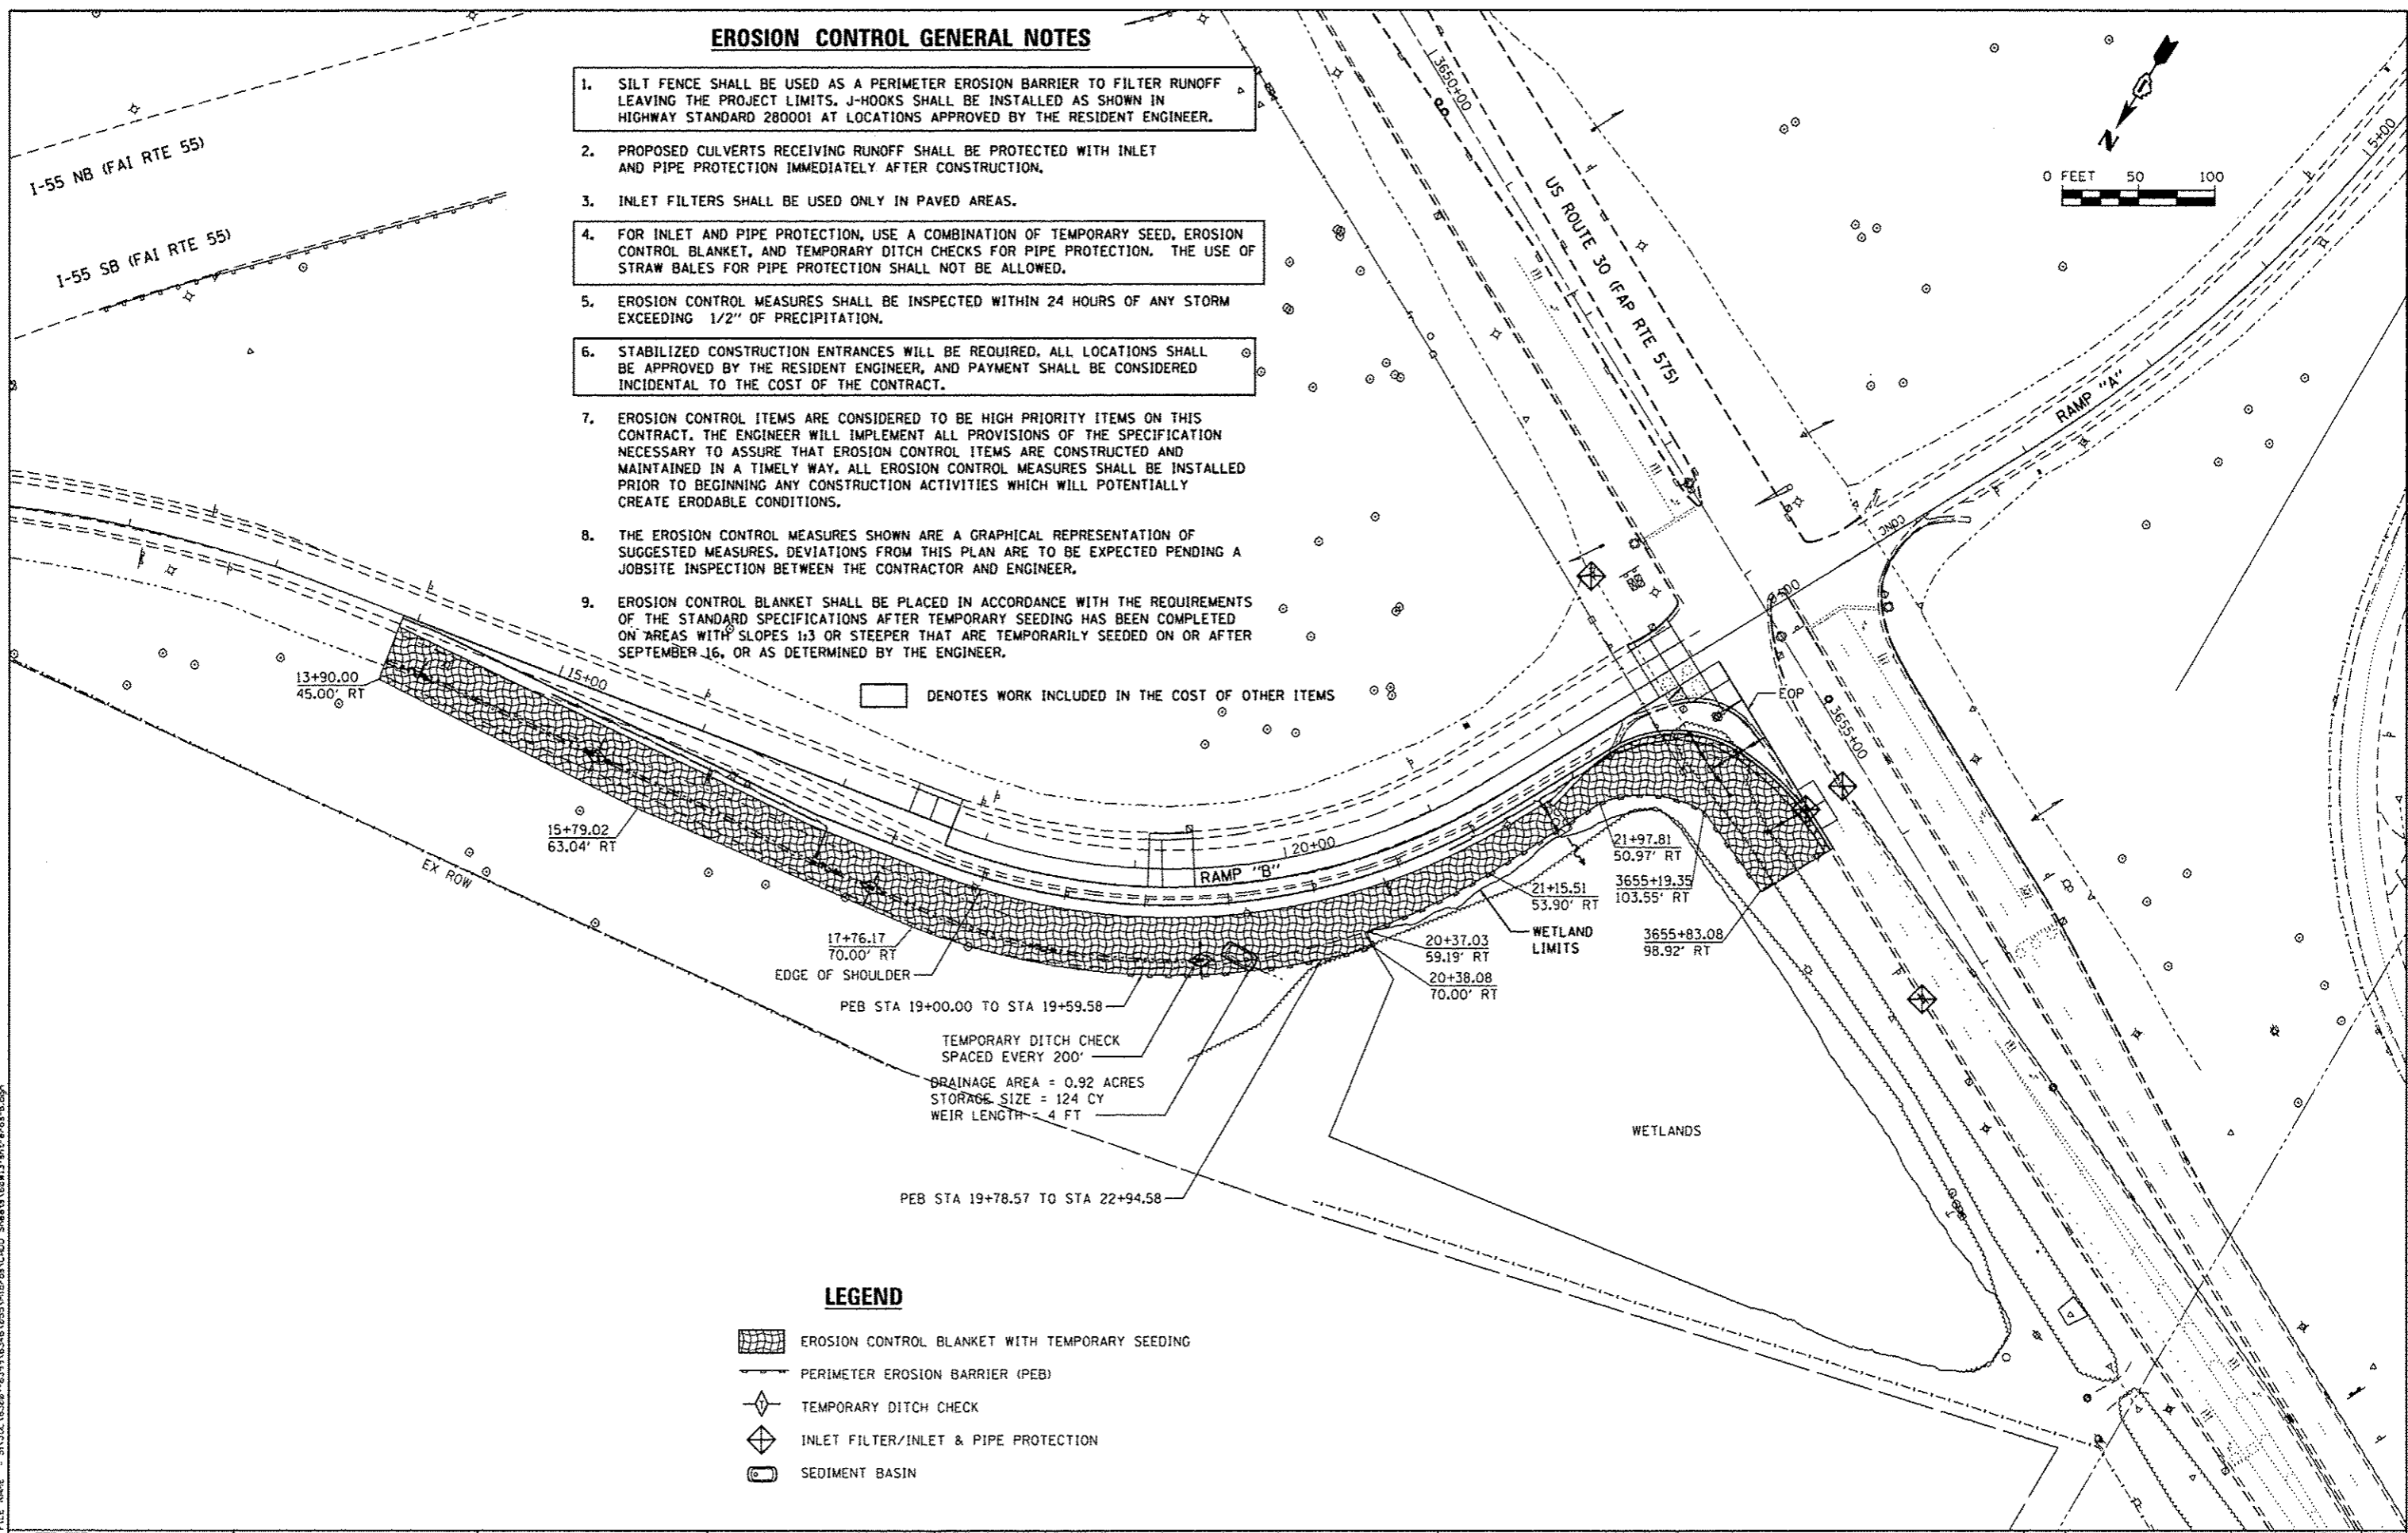 EROSION CONTROL GENERAL NOTES
1. SILT FENCE SHALL BE USED AS A PERIMETER EROSION BARRIER TO FILTER RUNOFF
LEAVING THE PROJECT LIMITS. J-HOOKS SHALL BE INSTALLED AS SHOWN IN
HIGHWAY STANDARD 280001 AT LOCATIONS APPROVED BY THE RESIDENT ENGINEER.
2. PROPOSED CULVERTS RECEIVING RUNOFF SHALL BE PROTECTED WITH INLET
AND PIPE PROTECTION IMMEDIATELY AFTER CONSTRUCTION.
3. INLET FILTERS SHALL BE USED ONLY IN PAVED AREAS.
4. FOR INLET AND PIPE PROTECTION, USE A COMBINATION OF TEMPORARY SEED, EROSION
CONTROL BLANKET, AND TEMPORARY DITCH CHECKS FOR PIPE PROTECTION. THE USE OF
STRAW BALES FOR PIPE PROTECTION SHALL NOT BE ALLOWED.
5. EROSION CONTROL MEASURES SHALL BE INSPECTED WITHIN 24 HOURS OF ANY STORM
EXCEEDING 1/2" OF PRECIPITATION.
6. STABILIZED CONSTRUCTION ENTRANCES WILL BE REQUIRED. ALL LOCATIONS SHALL
BE APPROVED BY THE RESIDENT ENGINEER, AND PAYMENT SHALL BE CONSIDERED
INCIDENTAL TO THE COST OF THE CONTRACT.
7. EROSION CONTROL ITEMS ARE CONSIDERED TO BE HIGH PRIORITY ITEMS ON THIS
CONTRACT. THE ENGINEER WILL IMPLEMENT ALL PROVISIONS OF THE SPECIFICATION
NECESSARY TO ASSURE THAT EROSION CONTROL ITEMS ARE CONSTRUCTED AND
MAINTAINED IN A TIMELY WAY. ALL EROSION CONTROL MEASURES SHALL BE INSTALLED
PRIOR TO BEGINNING ANY CONSTRUCTION ACTIVITIES WHICH WILL POTENTIALLY
CREATE ERODABLE CONDITIONS.
8. THE EROSION CONTROL MEASURES SHOWN ARE A GRAPHICAL REPRESENTATION OF
SUGGESTED MEASURES. DEVIATIONS FROM THIS PLAN ARE TO BE EXPECTED PENDING A
JOBSITE INSPECTION BETWEEN THE CONTRACTOR AND ENGINEER.
9. EROSION CONTROL BLANKET SHALL BE PLACED IN ACCORDANCE WITH THE REQUIREMENTS
OF THE STANDARD SPECIFICATIONS AFTER TEMPORARY SEEDING HAS BEEN COMPLETED
ON AREAS WITH SLOPES 1:3 OR STEEPER THAT ARE TEMPORARILY SEEDED ON OR AFTER
SEPTEMBER 16, OR AS DETERMINED BY THE ENGINEER.
DENOTES WORK INCLUDED IN THE COST OF OTHER ITEMS
I-55 NB (FAI RTE 55)
I-55 SB (FAI RTE 55)
3650+00
US ROUTE 30 (FAP RTE 575)
N
0 FEET 50 100
15+00
RAMP "A"
CONC
3655+00
EOP
13+90.00
45.00' RT
115+00
15+79.02
63.04' RT
EX ROW
RAMP "B"
120+00
17+76.17
70.00' RT
EDGE OF SHOULDER
PEB STA 19+00.00 TO STA 19+59.58
TEMPORARY DITCH CHECK
SPACED EVERY 200'
DRAINAGE AREA = 0.92 ACRES
STORAGE SIZE = 124 CY
WEIR LENGTH = 4 FT
PEB STA 19+78.57 TO STA 22+94.58
21+97.81
50.97' RT
21+15.51
53.90' RT
3655+19.35
103.55' RT
20+37.03
59.19' RT
20+38.08
70.00' RT
WETLAND
LIMITS
3655+83.08
98.92' RT
WETLANDS
LEGEND
EROSION CONTROL BLANKET WITH TEMPORARY SEEDING
PERIMETER EROSION BARRIER (PEB)
TEMPORARY DITCH CHECK
INLET FILTER/INLET & PIPE PROTECTION
SEDIMENT BASIN